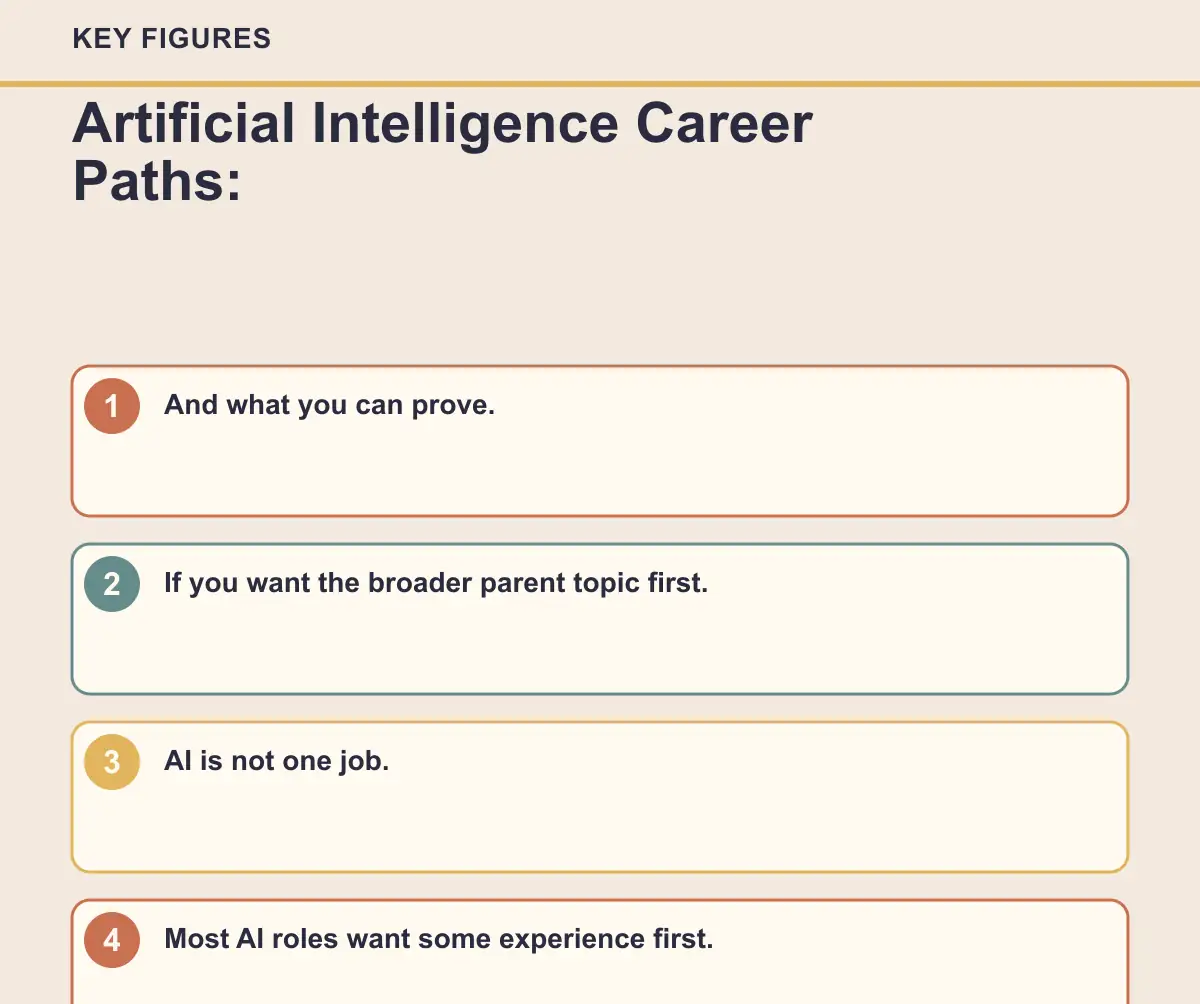 KEY FIGURES
Artificial Intelligence Career
Paths:
1 And what you can prove.
2 If you want the broader parent topic first.
3 AI is not one job.
4 Most AI roles want some experience first.